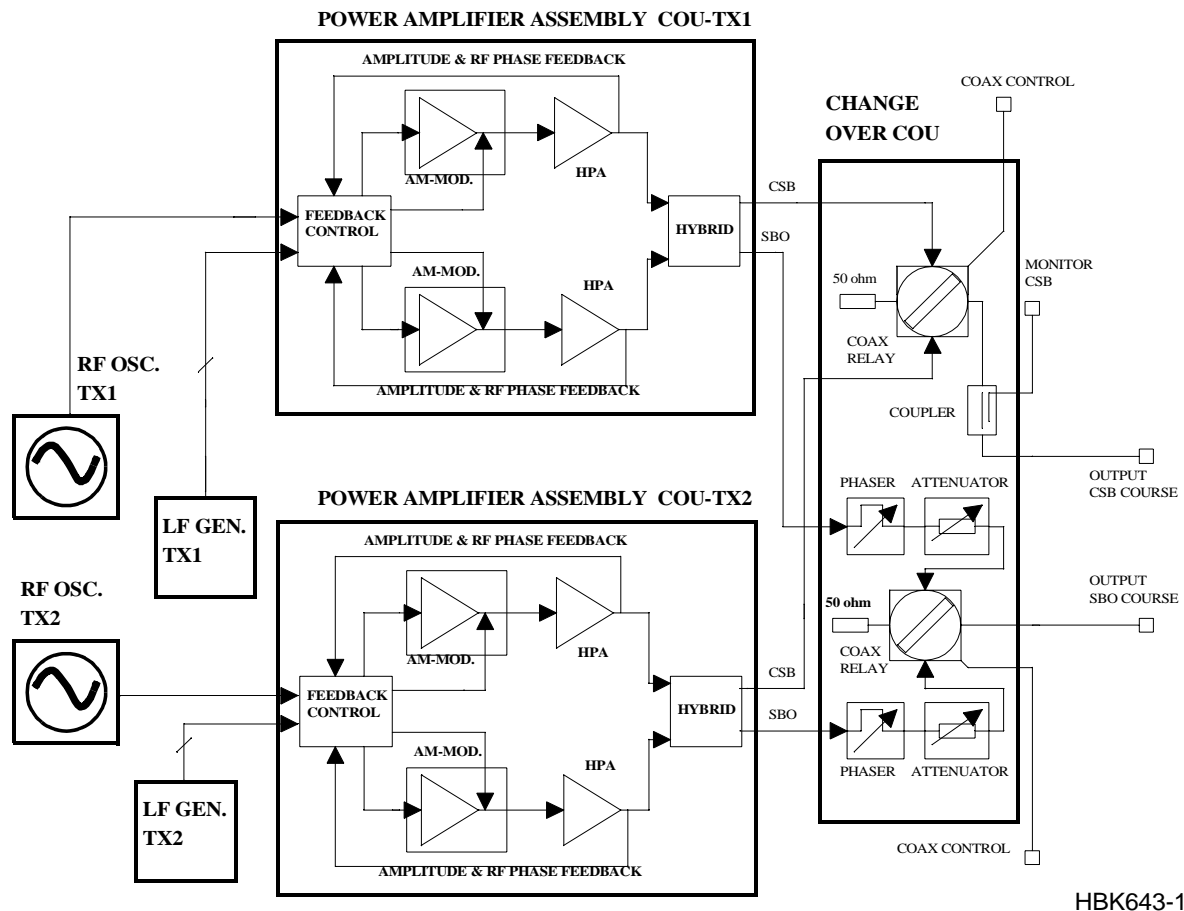 POWER AMPLIFIER ASSEMBLY COU-TX1
AMPLITUDE & RF PHASE FEEDBACK
AM-MOD.
HPA
FEEDBACK
CONTROL
HYBRID
AM-MOD.
HPA
AMPLITUDE & RF PHASE FEEDBACK
CSB
SBO
CHANGE
OVER COU
COAX CONTROL
MONITOR
CSB
50 ohm
COAX
RELAY
COUPLER
OUTPUT
CSB COURSE
PHASER
ATTENUATOR
RF OSC.
TX1
LF GEN.
TX1
RF OSC.
TX2
LF GEN.
TX2
POWER AMPLIFIER ASSEMBLY COU-TX2
AMPLITUDE & RF PHASE FEEDBACK
AM-MOD.
HPA
FEEDBACK
CONTROL
HYBRID
AM-MOD.
HPA
AMPLITUDE & RF PHASE FEEDBACK
CSB
SBO
50 ohm
COAX
RELAY
OUTPUT
SBO COURSE
PHASER
ATTENUATOR
COAX CONTROL
HBK643-1